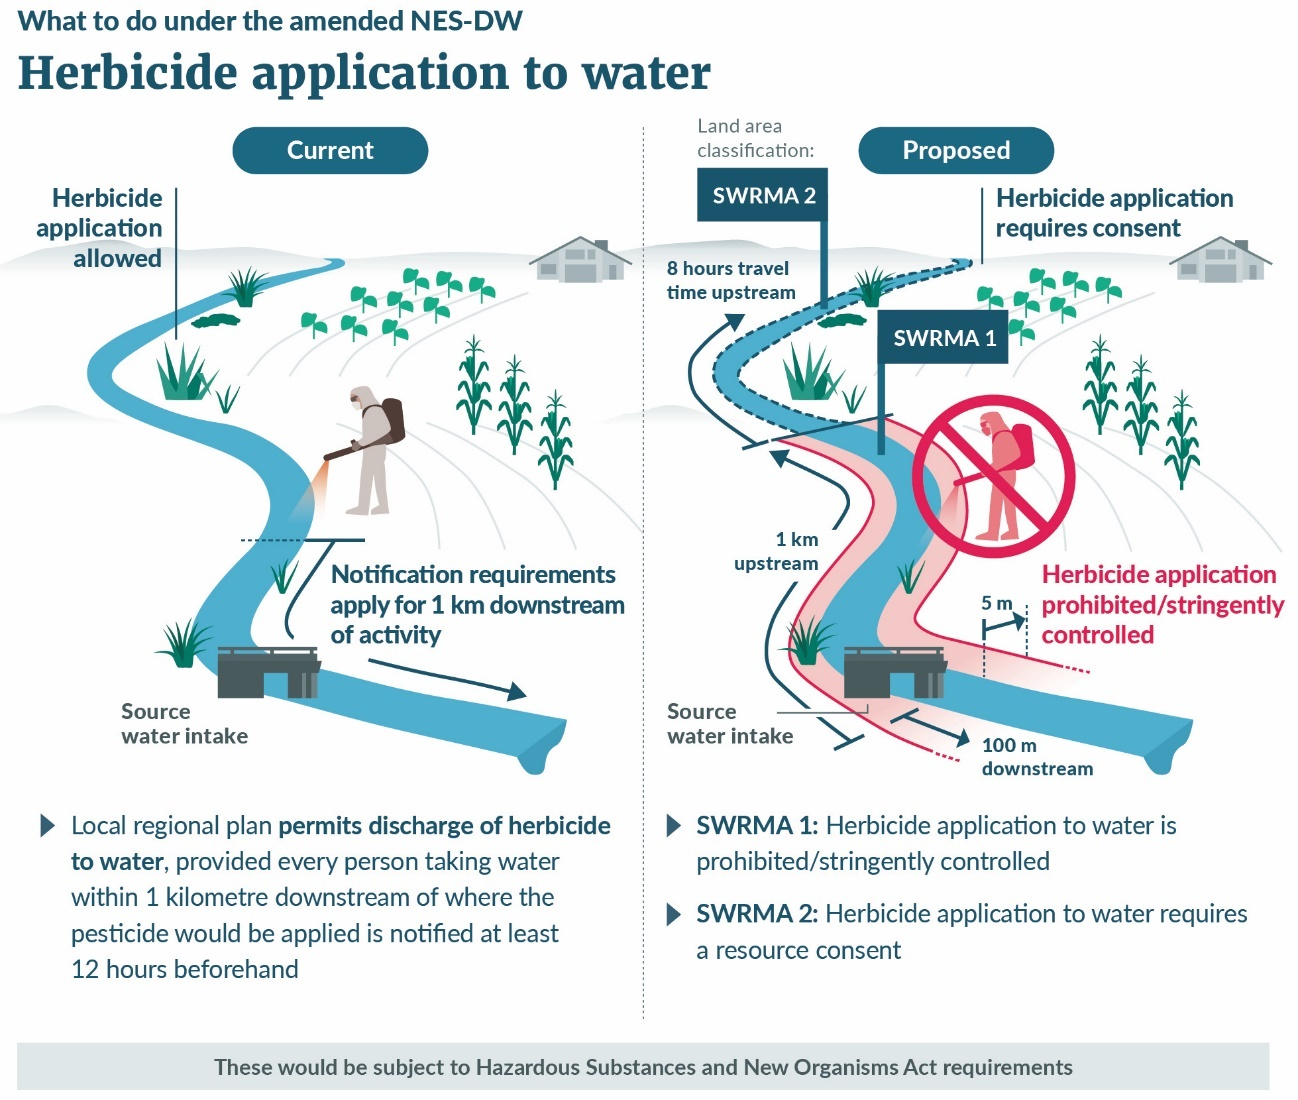 What to do under the amended NES-DW
Herbicide application to water
Current
Herbicide
application
allowed
Notification requirements
apply for 1 km downstream
of activity
Source
water intake
Local regional plan permits discharge of herbicide
to water, provided every person taking water
within 1 kilometre downstream of where the
pesticide would be applied is notified at least
12 hours beforehand
Land area
classification:
Proposed
SWRMA 2
Herbicide application
requires consent
8 hours travel
time upstream
SWRMA 1
1 km
upstream
Herbicide application
prohibited/stringently
controlled
5 m
Source
water intake
100 m
downstream
SWRMA 1: Herbicide application to water is
prohibited/stringently controlled
SWRMA 2: Herbicide application to water requires
a resource consent
These would be subject to Hazardous Substances and New Organisms Act requirements